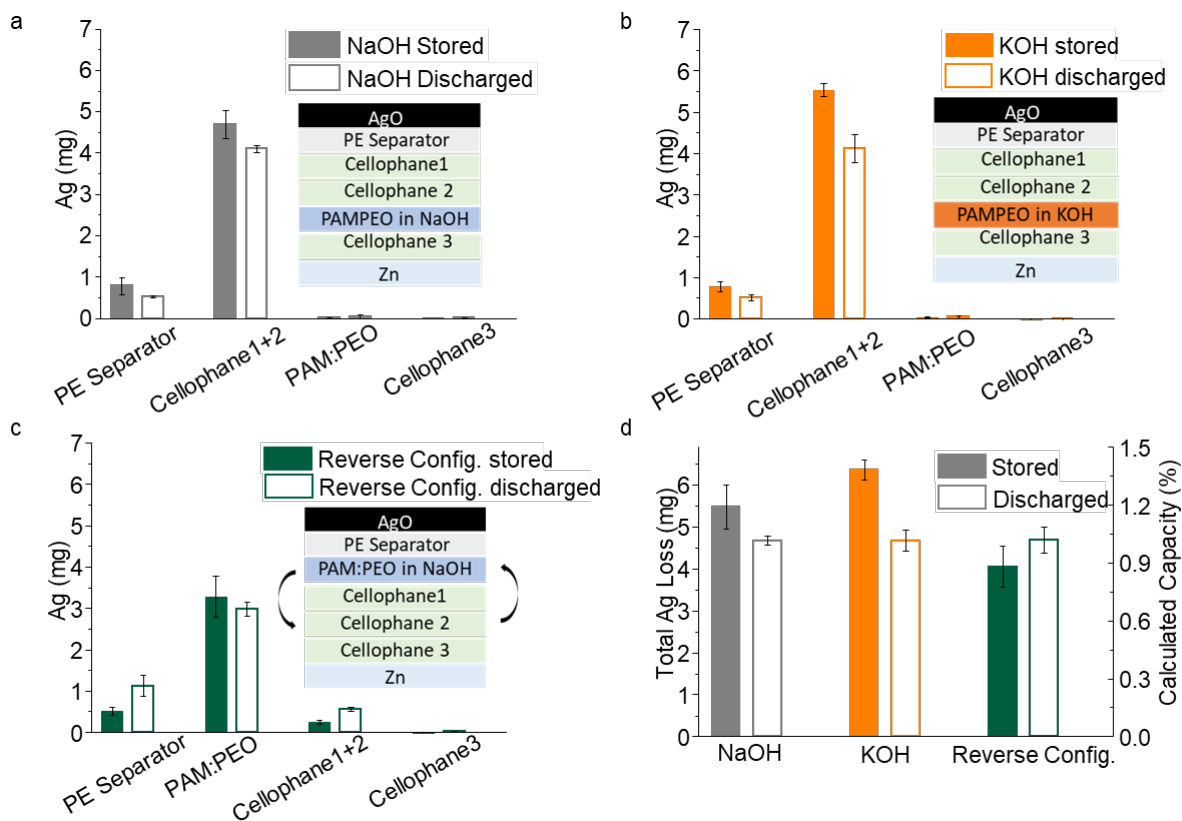 a
7
6
5
4
3
2
1
0
Ag (mg)
NaOH Stored
NaOH Discharged
AgO
PE Separator
Cellophane1
Cellophane 2
PAMPEO in NaOH
Cellophane 3
Zn
PE Separator
Cellophane1+2
PAM:PEO
Cellophane3
b
7
6
5
4
3
2
1
0
Ag (mg)
KOH stored
KOH discharged
AgO
PE Separator
Cellophane1
Cellophane 2
PAMPEO in KOH
Cellophane 3
Zn
PE Separator
Cellophane1+2
PAM:PEO
Cellophane3
c
7
6
5
4
3
2
1
0
Ag (mg)
Reverse Config. stored
Reverse Config. discharged
AgO
PE Separator
PAM:PEO in NaOH
Cellophane1
Cellophane 2
Cellophane 3
Zn
PE Separator
PAM:PEO
Cellophane1+2
Cellophane3
d
6
5
4
3
2
1
0
Total Ag Loss (mg)
Stored
Discharged
1.5
1.2
0.9
0.6
0.3
0.0
Calculated Capacity (%)
NaOH
KOH
Reverse Config.